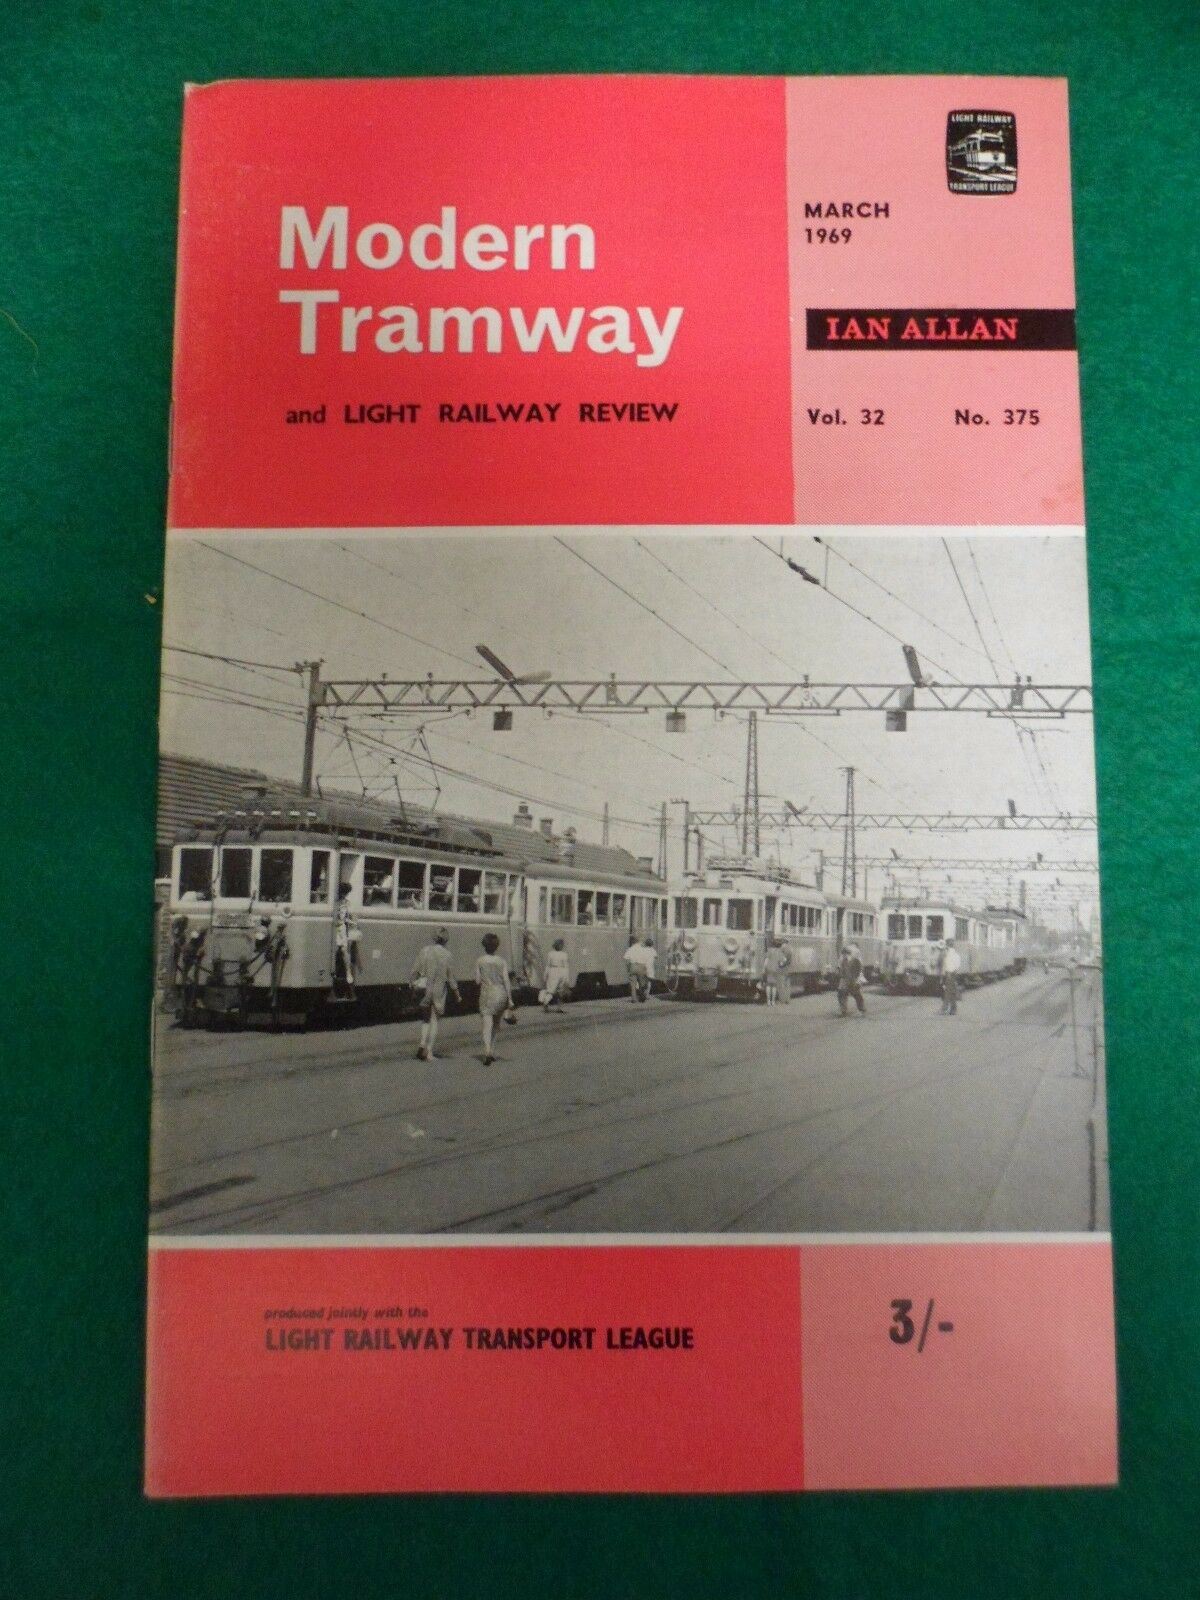 Modern
Tramway
and LIGHT RAILWAY REVIEW
LIGHT RAILWAY
TRANSPORT LEAGUE
MARCH
1969
IAN ALLAN
Vol. 32 No. 375
produced jointly with the
LIGHT RAILWAY TRANSPORT LEAGUE
3/-